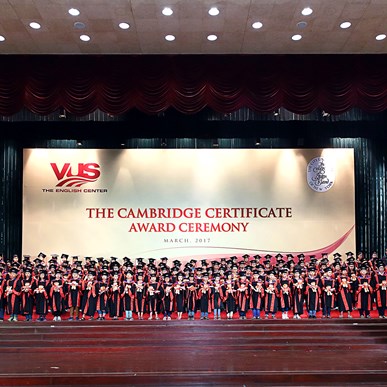 VUS
THE ENGLISH CENTER
THE CAMBRIDGE CERTIFICATE
AWARD CEREMONY
MARCH, 2017